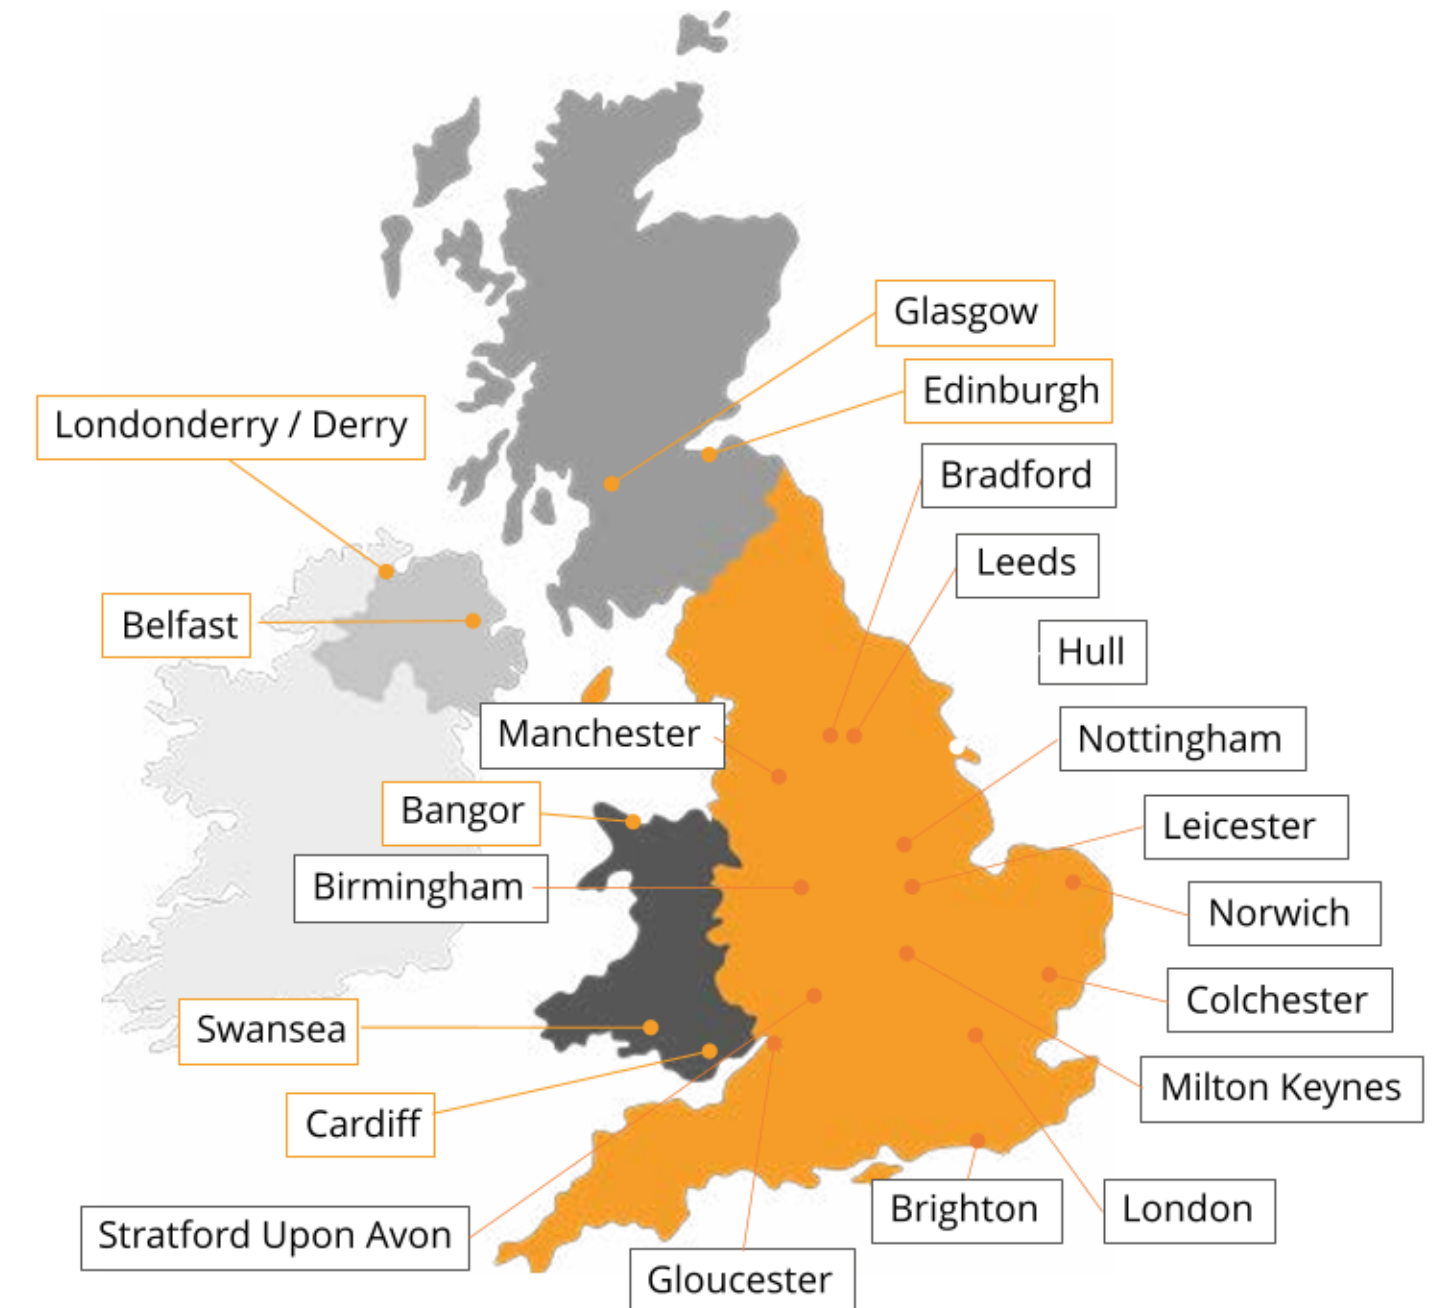 Glasgow
Edinburgh
Londonderry / Derry
Bradford
Leeds
Belfast
Hull
Manchester
Nottingham
Bangor
Leicester
Birmingham
Norwich
Colchester
Swansea
Milton Keynes
Cardiff
Brighton
London
Stratford Upon Avon
Gloucester